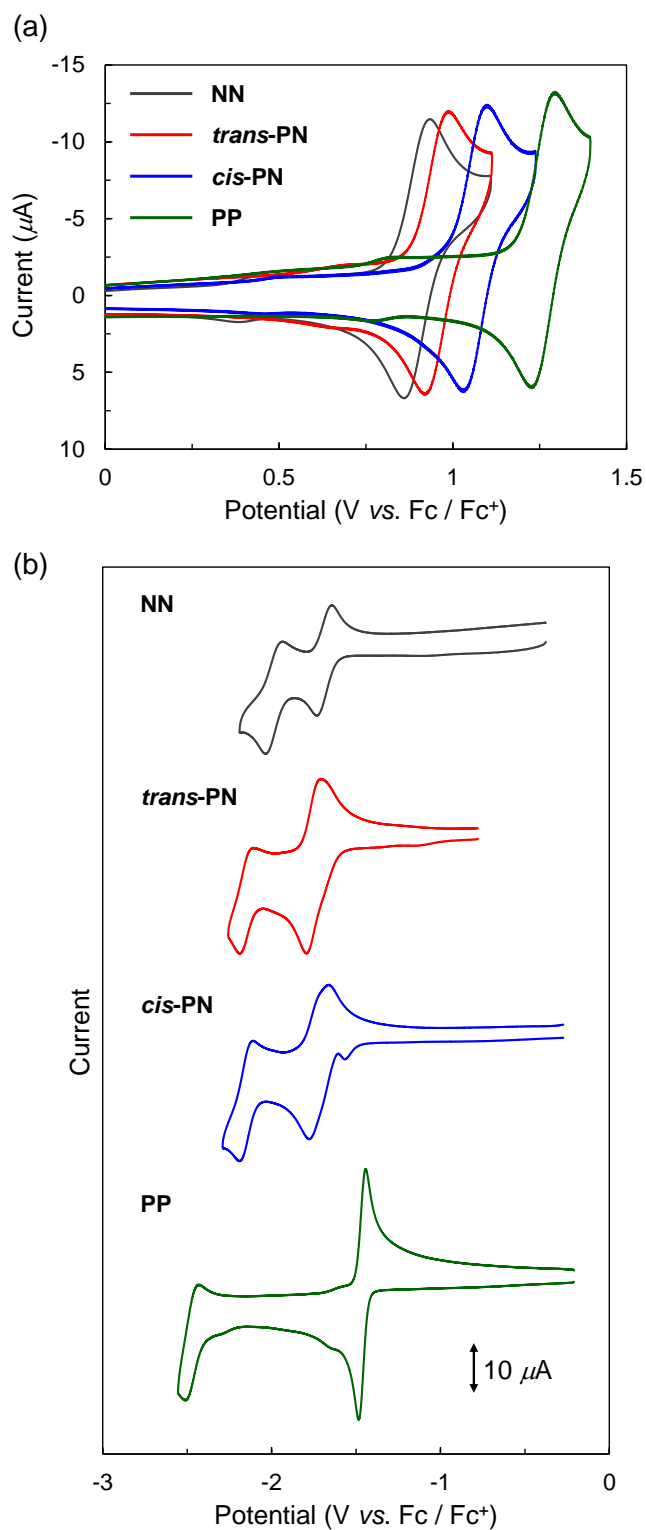 (a)
-15
-10
-5
0
5
10
Current (μA)
NN
trans-PN
cis-PN
PP
0
0.5
1
1.5
Potential (V vs. Fc / Fc⁺)
(b)
NN
trans-PN
cis-PN
PP
Current
10 μA
-3
-2
-1
0
Potential (V vs. Fc / Fc⁺)